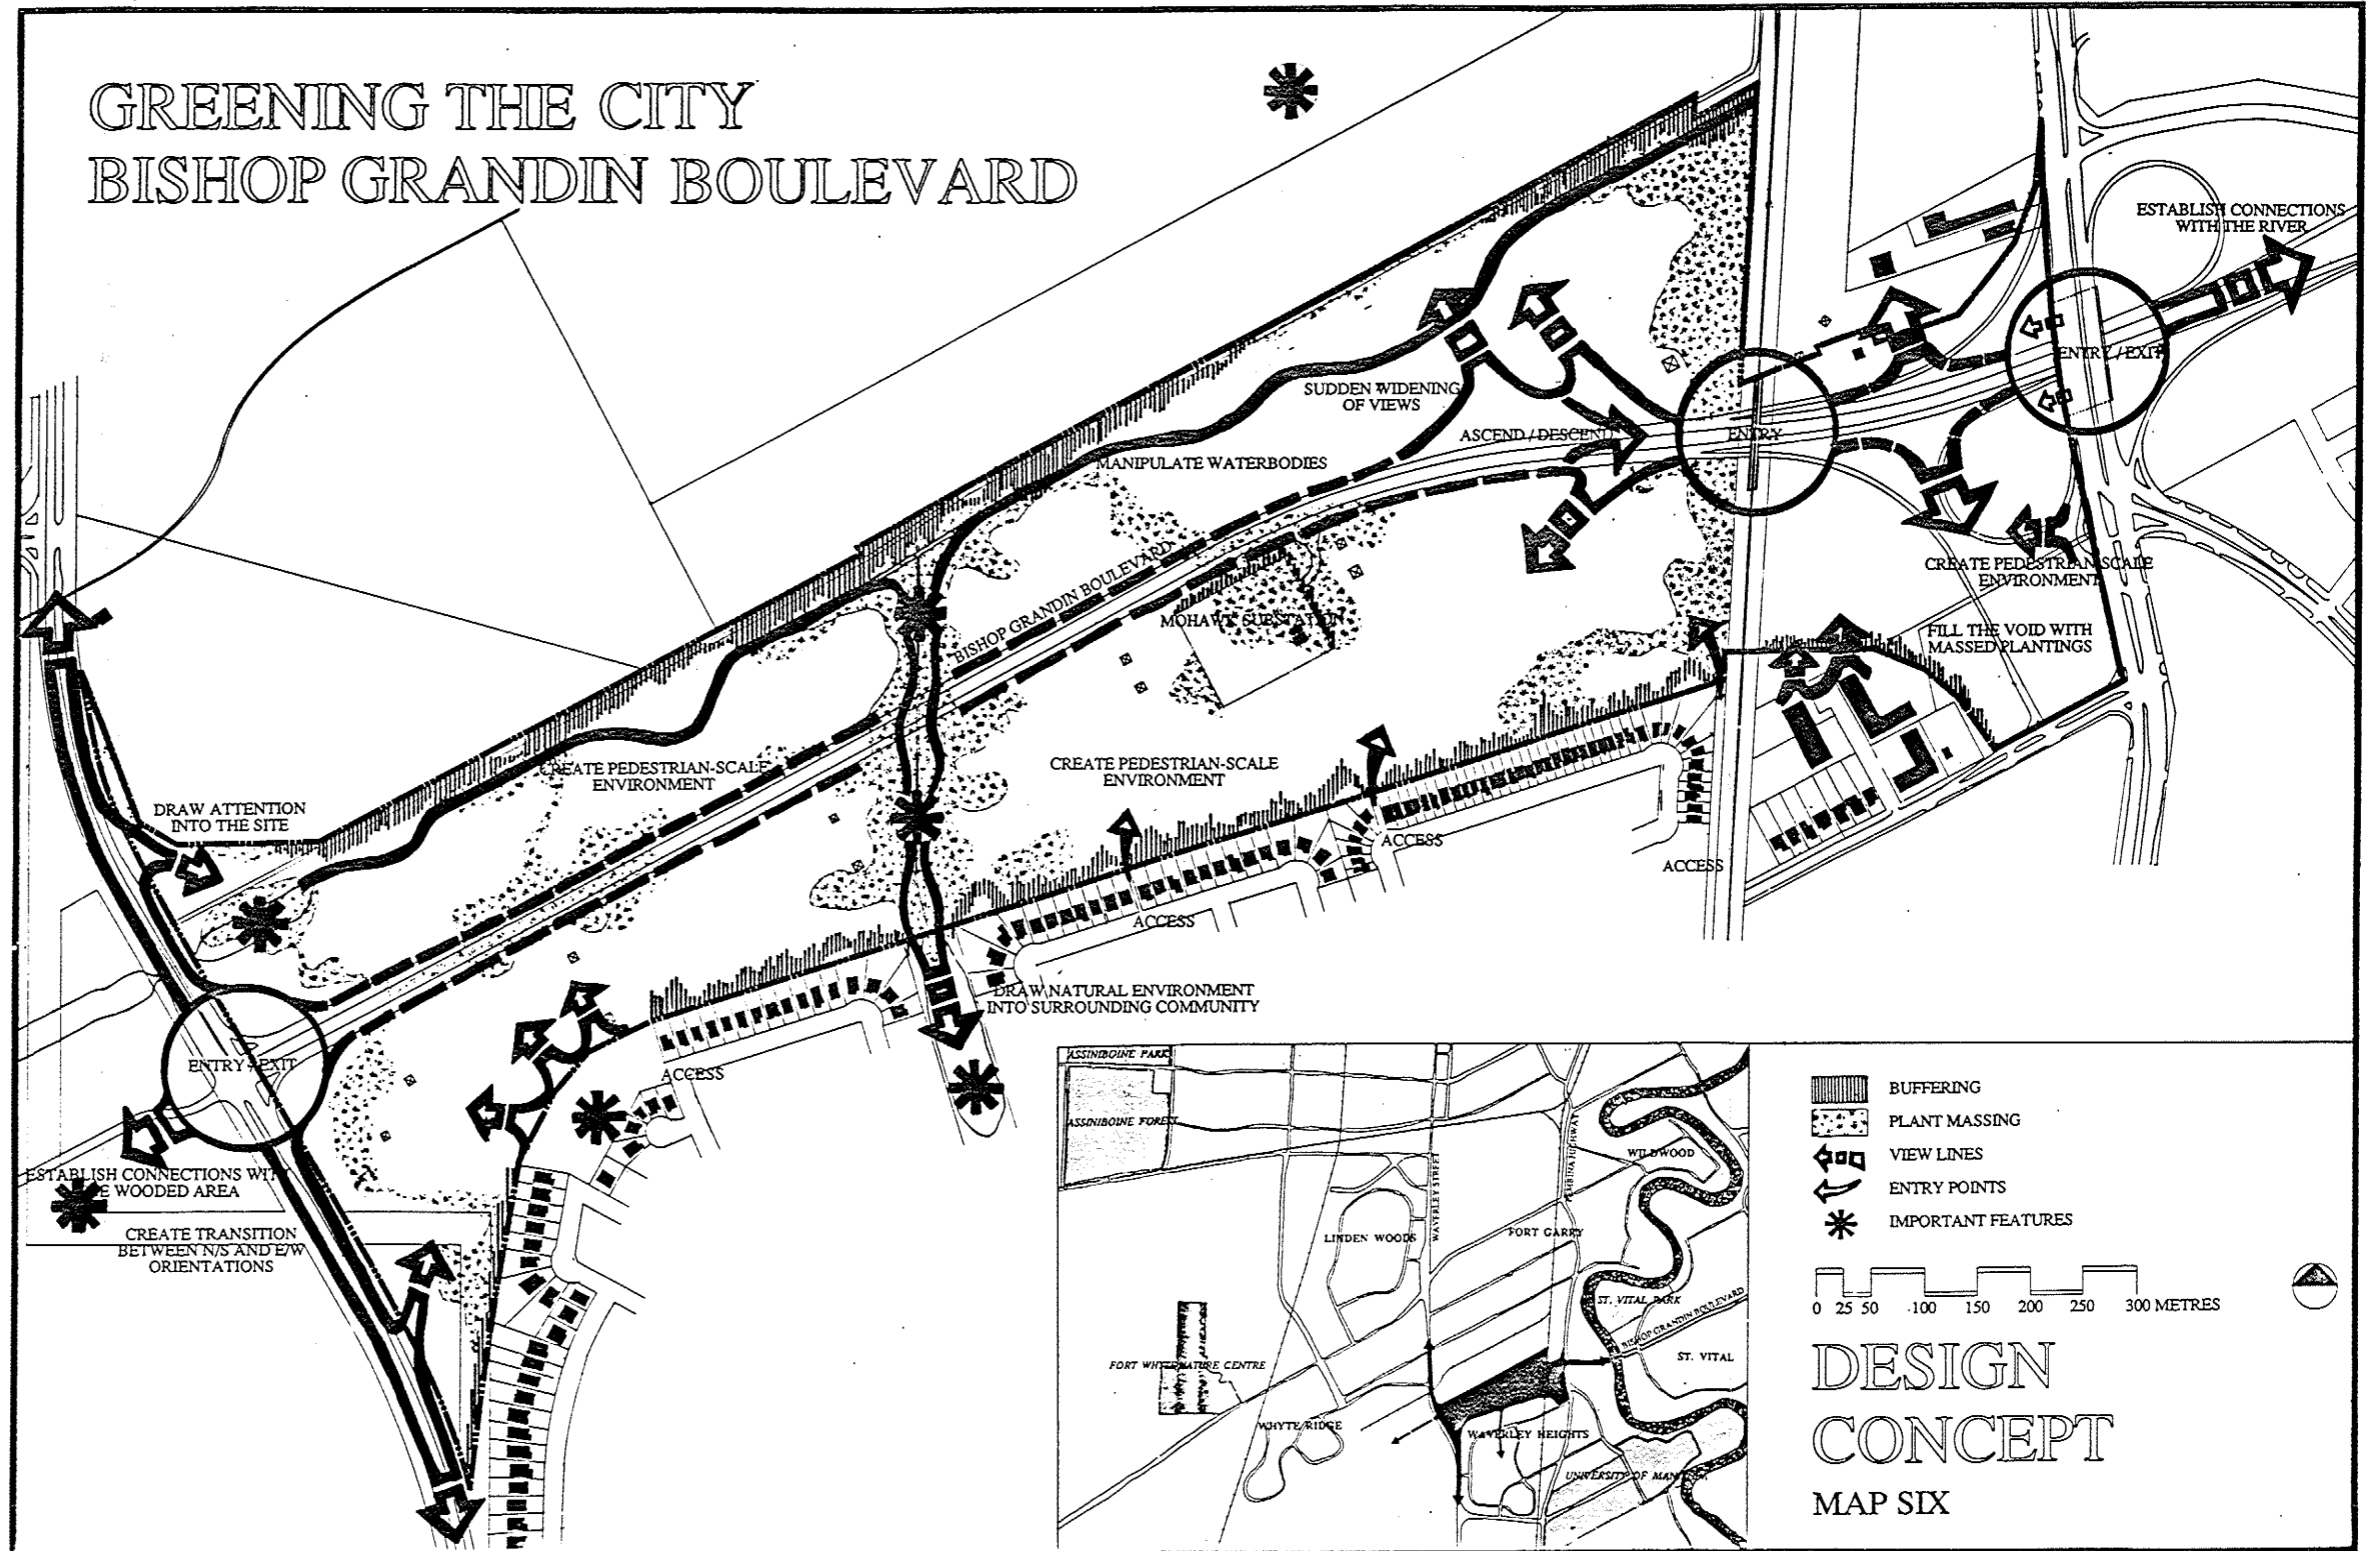 GREENING THE CITY
BISHOP GRANDIN BOULEVARD
ESTABLISH CONNECTIONS
WITH THE RIVER
ENTRY / EXIT
SUDDEN WIDENING
OF VIEWS
ASCEND / DESCEND
ENTRY
MANIPULATE WATERBODIES
BISHOP GRANDIN BOULEVARD
MOHAWK SUBSTATION
CREATE PEDESTRIAN-SCALE
ENVIRONMENT
FILL THE VOID WITH
MASSED PLANTINGS
CREATE PEDESTRIAN-SCALE
ENVIRONMENT
CREATE PEDESTRIAN-SCALE
ENVIRONMENT
DRAW ATTENTION
INTO THE SITE
ACCESS
ACCESS
ACCESS
DRAW NATURAL ENVIRONMENT
INTO SURROUNDING COMMUNITY
ENTRY / EXIT
ACCESS
ESTABLISH CONNECTIONS WIT
E WOODED AREA
CREATE TRANSITION
BETWEEN N/S AND E/W
ORIENTATIONS
ASSINIBOINE PARK
ASSINIBOINE FOREST
WAVERLEY STREET
PEMBINA HIGHWAY
WILDWOOD
LINDEN WOODS
FORT GARRY
ST. VITAL PARK
BISHOP GRANDIN BOULEVARD
ST. VITAL
FORT WHYTE NATURE CENTRE
WHYTE RIDGE
WAVERLEY HEIGHTS
UNIVERSITY OF
BUFFERING
PLANT MASSING
VIEW LINES
ENTRY POINTS
IMPORTANT FEATURES
0 25 50 100 150 200 250 300 METRES
DESIGN
CONCEPT
MAP SIX